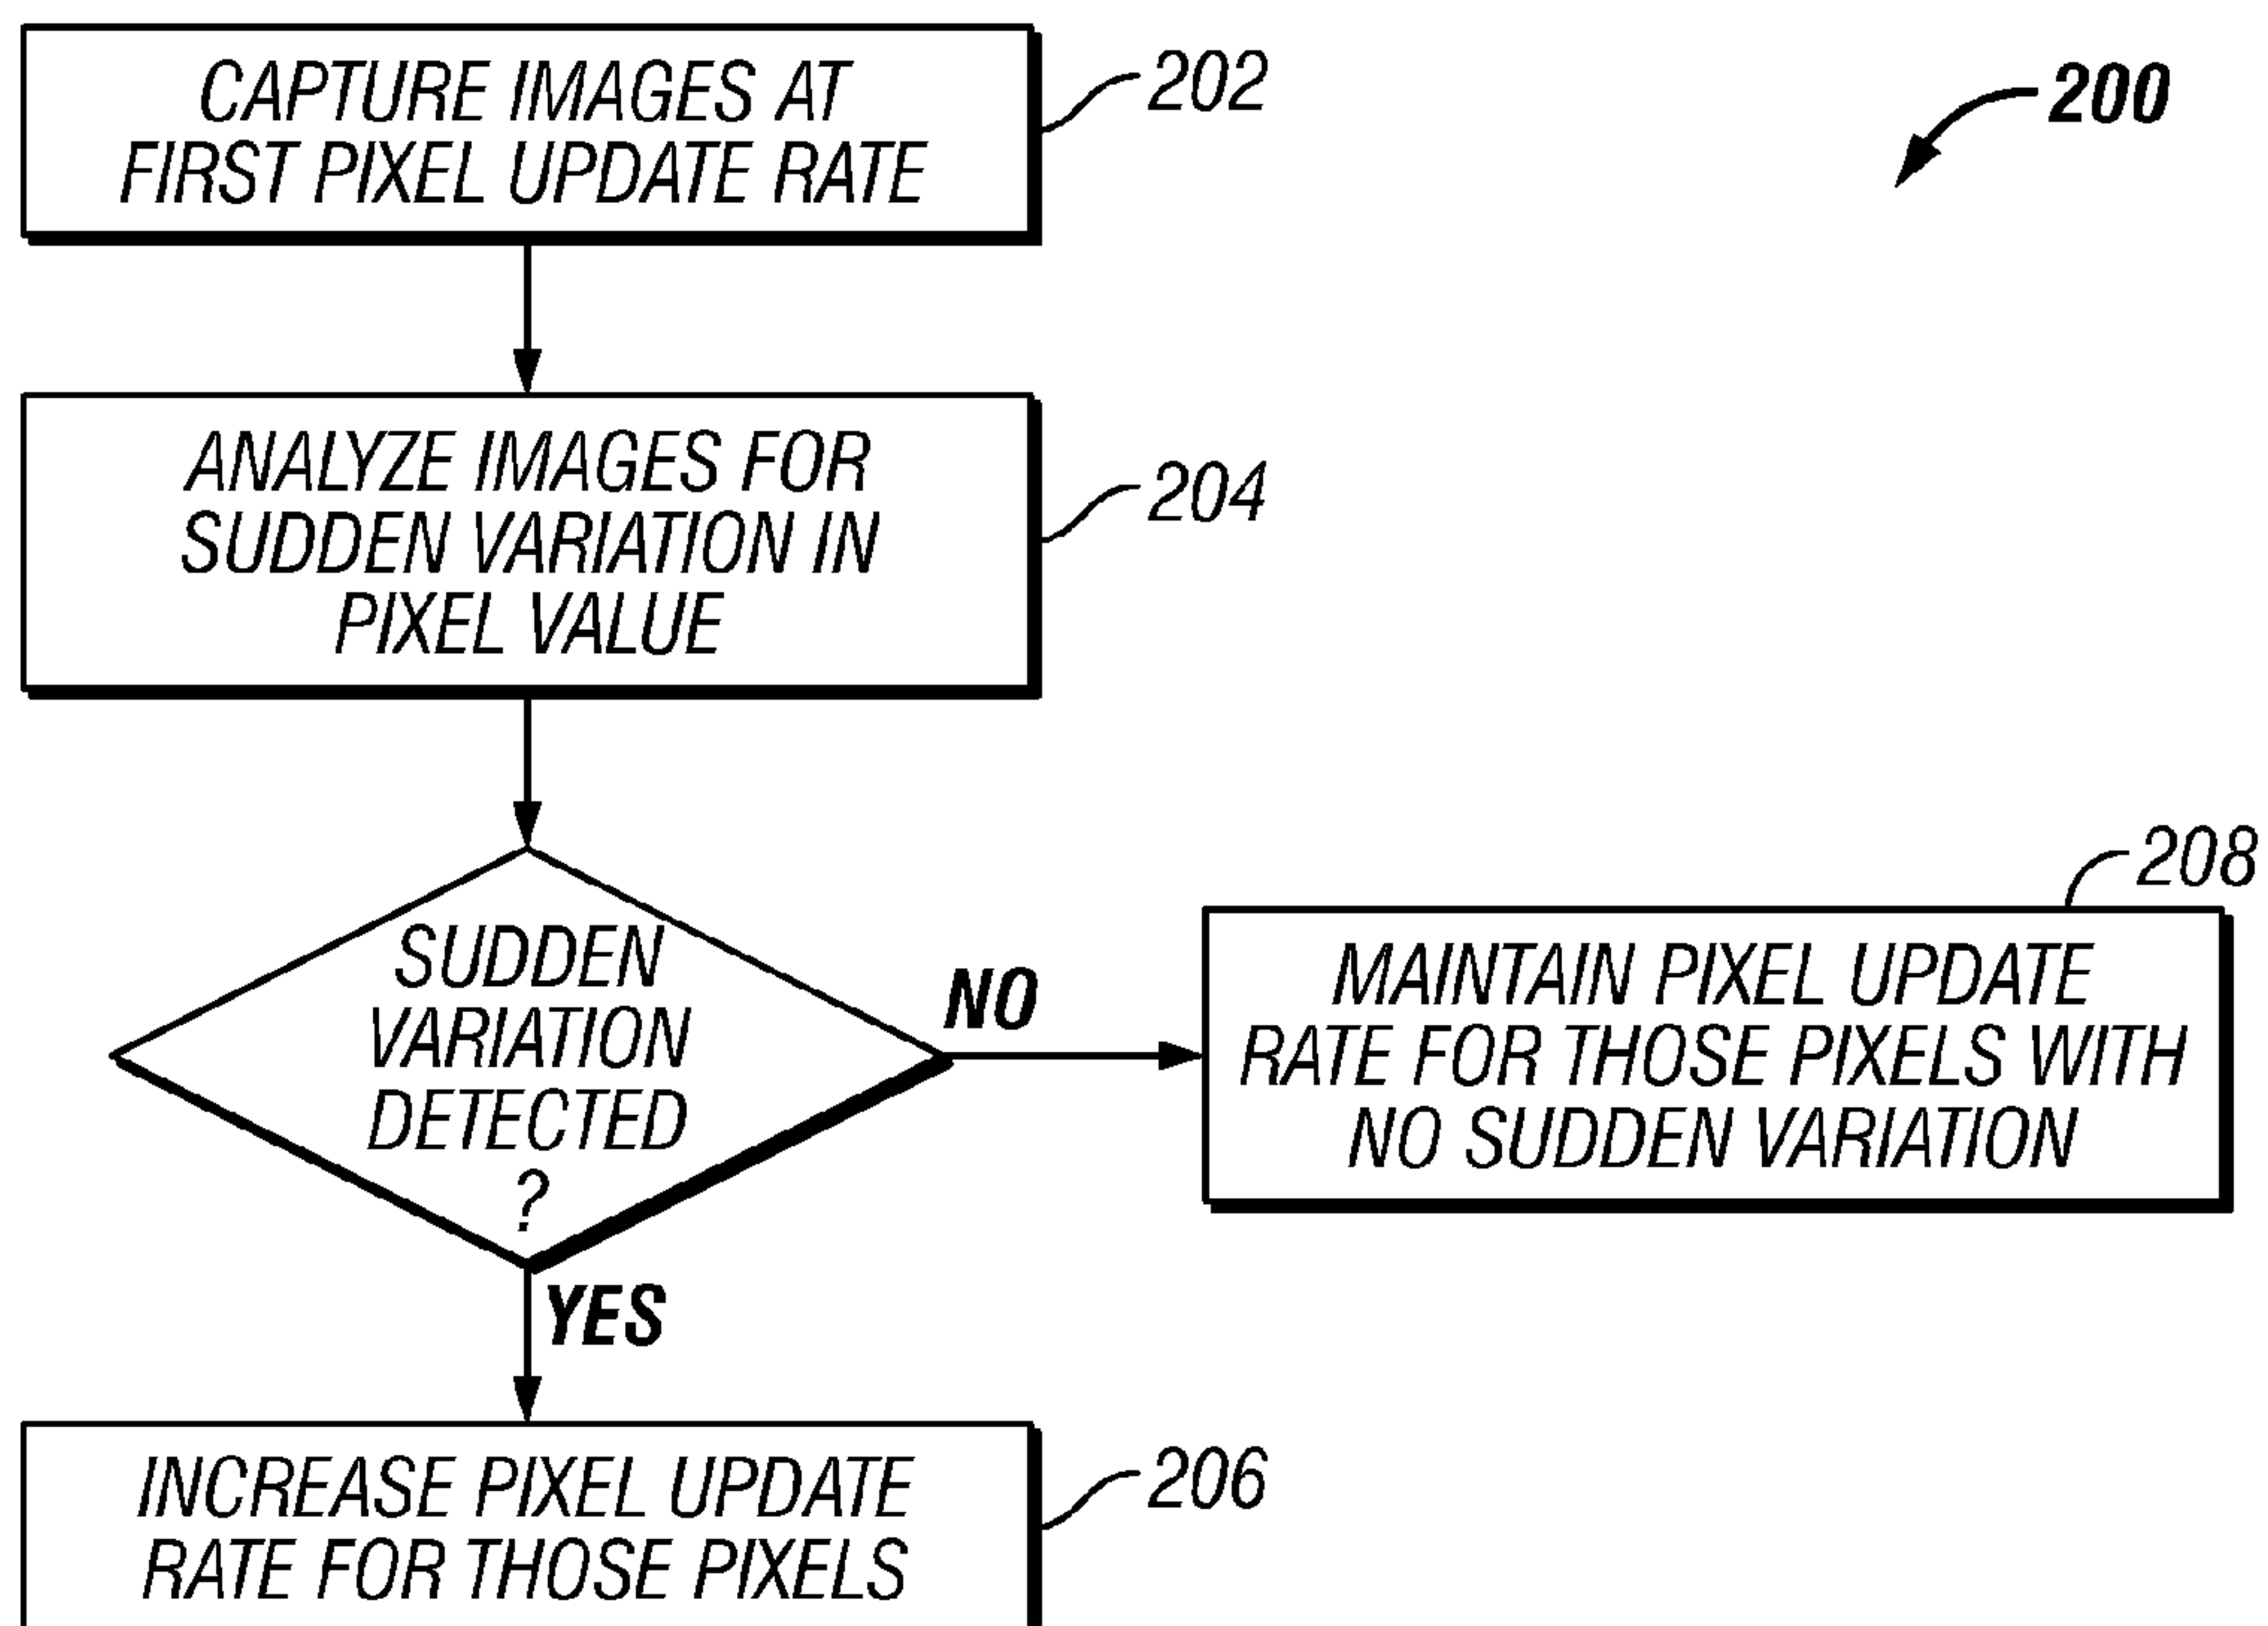 CAPTURE IMAGES AT
FIRST PIXEL UPDATE RATE
202
200
ANALYZE IMAGES FOR
SUDDEN VARIATION IN
PIXEL VALUE
204
SUDDEN
VARIATION
DETECTED
?
NO
208
MAINTAIN PIXEL UPDATE
RATE FOR THOSE PIXELS WITH
NO SUDDEN VARIATION
YES
INCREASE PIXEL UPDATE
RATE FOR THOSE PIXELS
206